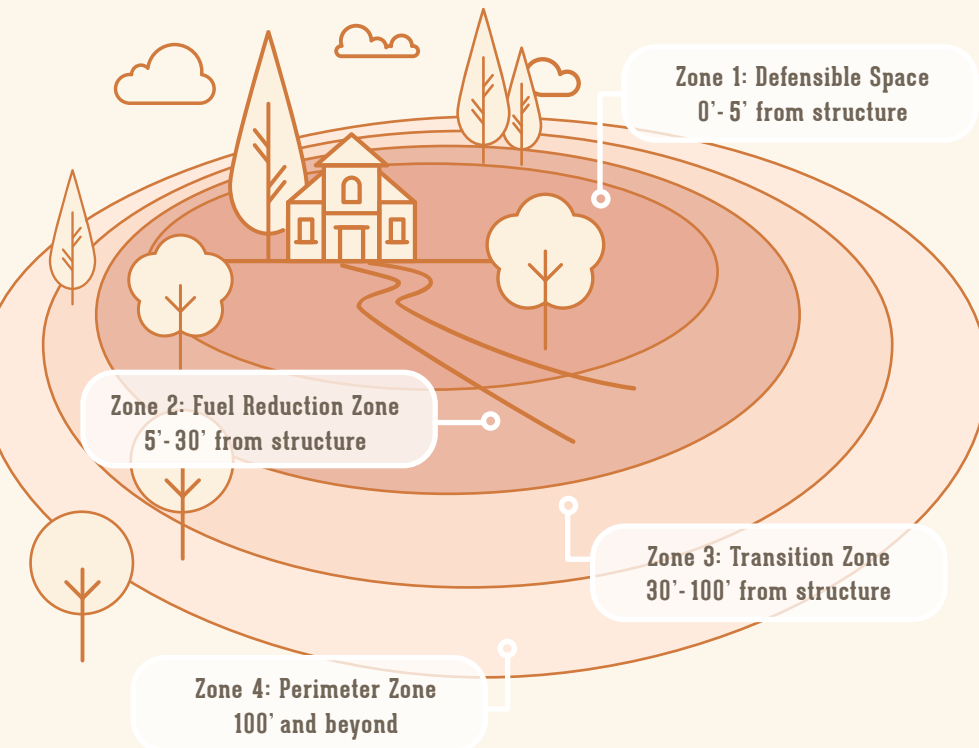 Zone 1: Defensible Space
0'- 5' from structure
Zone 2: Fuel Reduction Zone
5'- 30' from structure
Zone 3: Transition Zone
30'- 100' from structure
Zone 4: Perimeter Zone
100' and beyond